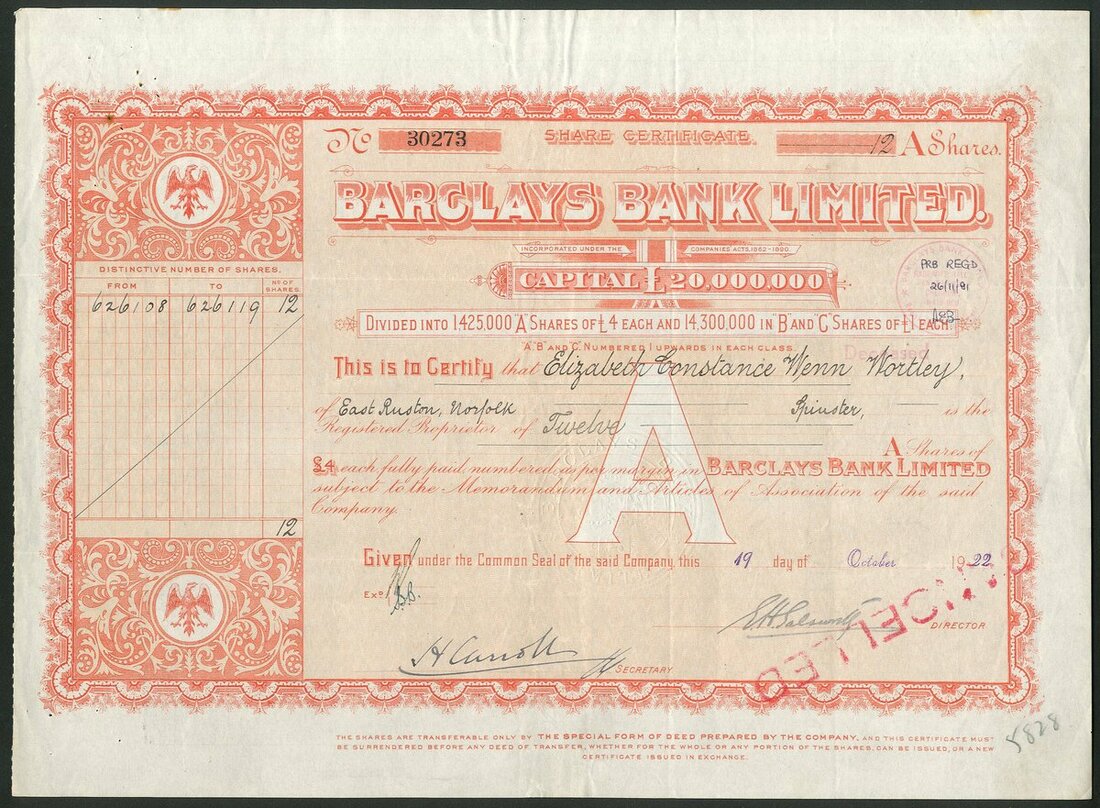 No 30273
SHARE CERTIFICATE.
12 A Shares.
BARCLAYS BANK LIMITED.
INCORPORATED UNDER THE COMPANIES ACTS, 1862-1890.
CAPITAL £20,000,000
DIVIDED INTO 1,425,000 "A" SHARES OF £4 EACH AND 14,300,000 IN "B" AND "C" SHARES OF £1 EACH
"A", "B" AND "C", NUMBERED 1 UPWARDS IN EACH CLASS.
PRB REGD
26/11/91
Deceased
DISTINCTIVE NUMBER OF SHARES.
FROM TO No OF SHARES
626108 626119 12
12
This is to Certify that Elizabeth Constance Wenn Wortley,
of East Ruston, Norfolk Spinster, is the
Registered Proprietor of Twelve
A Shares of
£4 each fully paid, numbered as per margin in BARCLAYS BANK LIMITED
subject to the Memorandum and Articles of Association of the said
Company.
A
Given under the Common Seal of the said Company, this 19 day of October 1922
Exd
DIRECTOR
SECRETARY
CANCELLED
THE SHARES ARE TRANSFERABLE ONLY BY THE SPECIAL FORM OF DEED PREPARED BY THE COMPANY, AND THIS CERTIFICATE MUST
BE SURRENDERED BEFORE ANY DEED OF TRANSFER, WHETHER FOR THE WHOLE OR ANY PORTION OF THE SHARES, CAN BE ISSUED, OR A NEW
CERTIFICATE ISSUED IN EXCHANGE.
8828